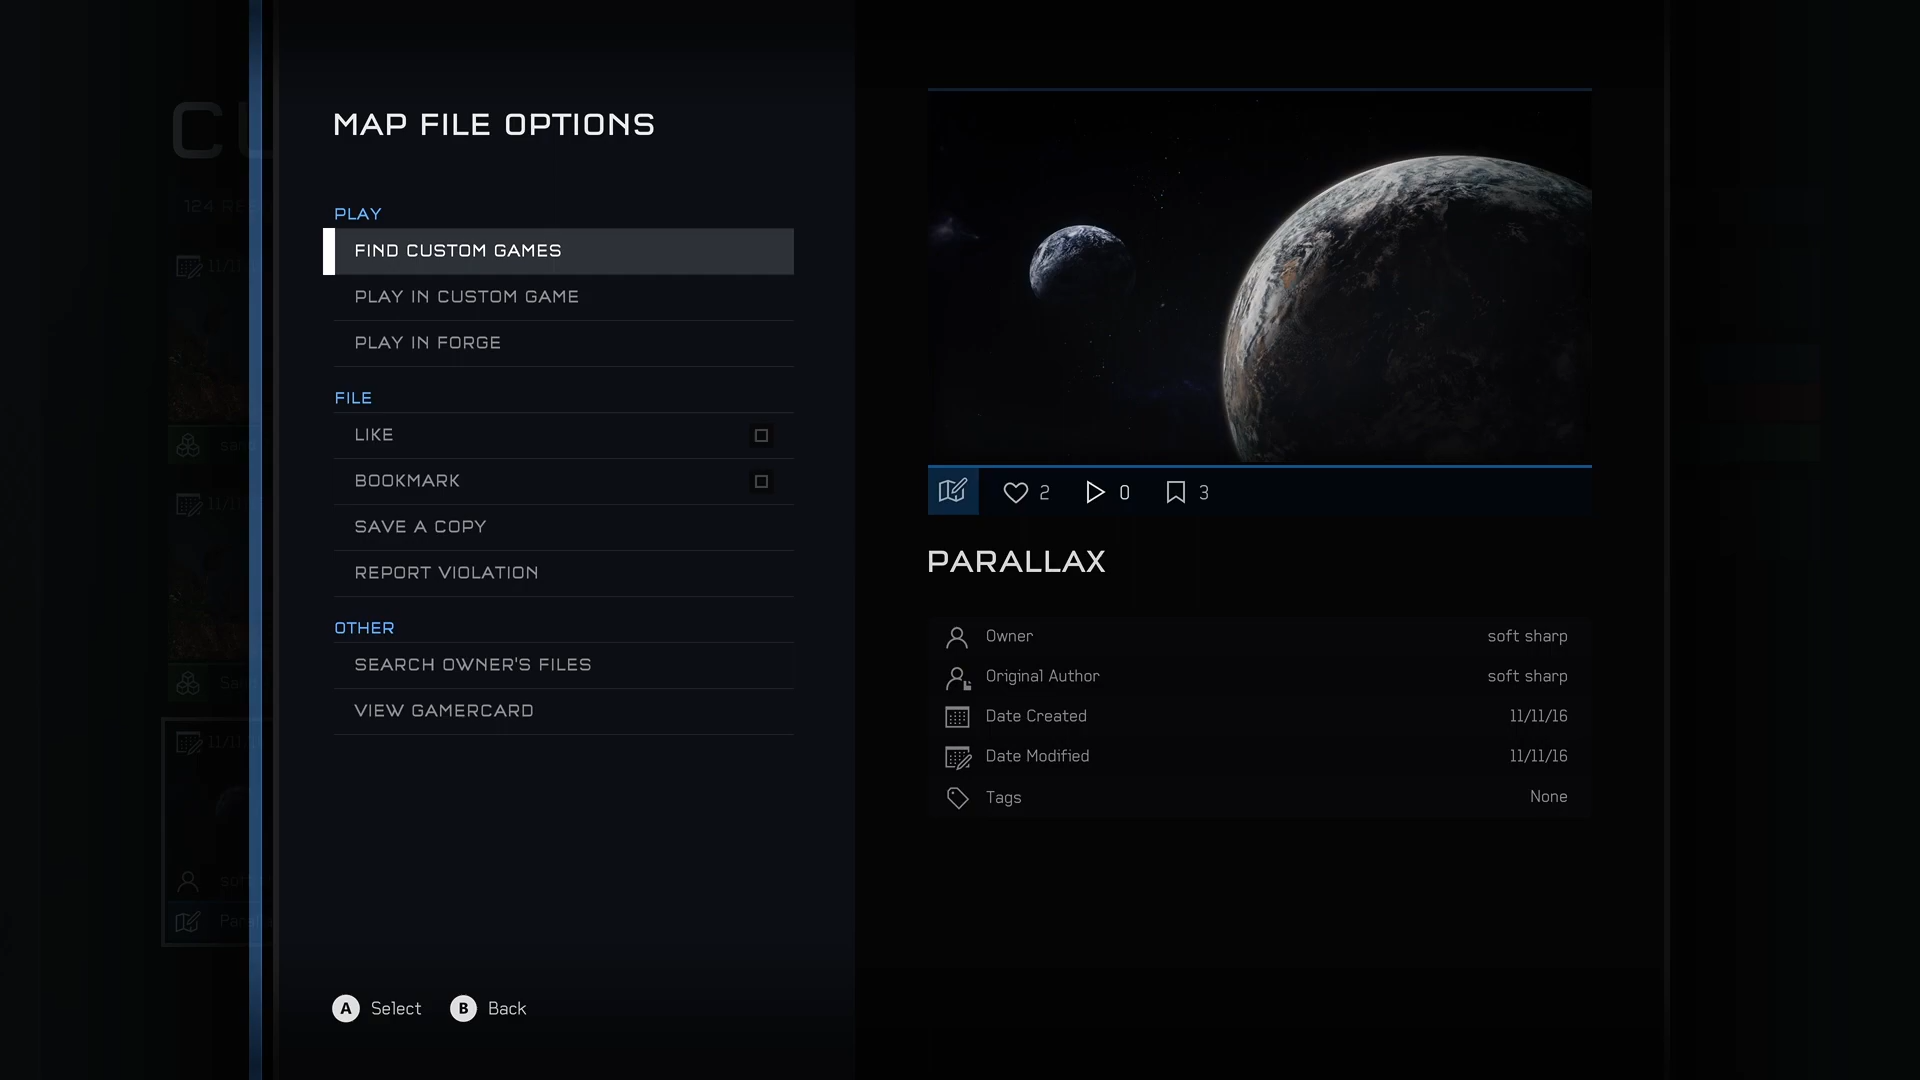 MAP FILE OPTIONS
PLAY
FIND CUSTOM GAMES
PLAY IN CUSTOM GAME
PLAY IN FORGE
FILE
LIKE
BOOKMARK
SAVE A COPY
REPORT VIOLATION
OTHER
SEARCH OWNER'S FILES
VIEW GAMERCARD
A Select B Back
2 0 3
PARALLAX
Owner soft sharp
Original Author soft sharp
Date Created 11/11/16
Date Modified 11/11/16
Tags None